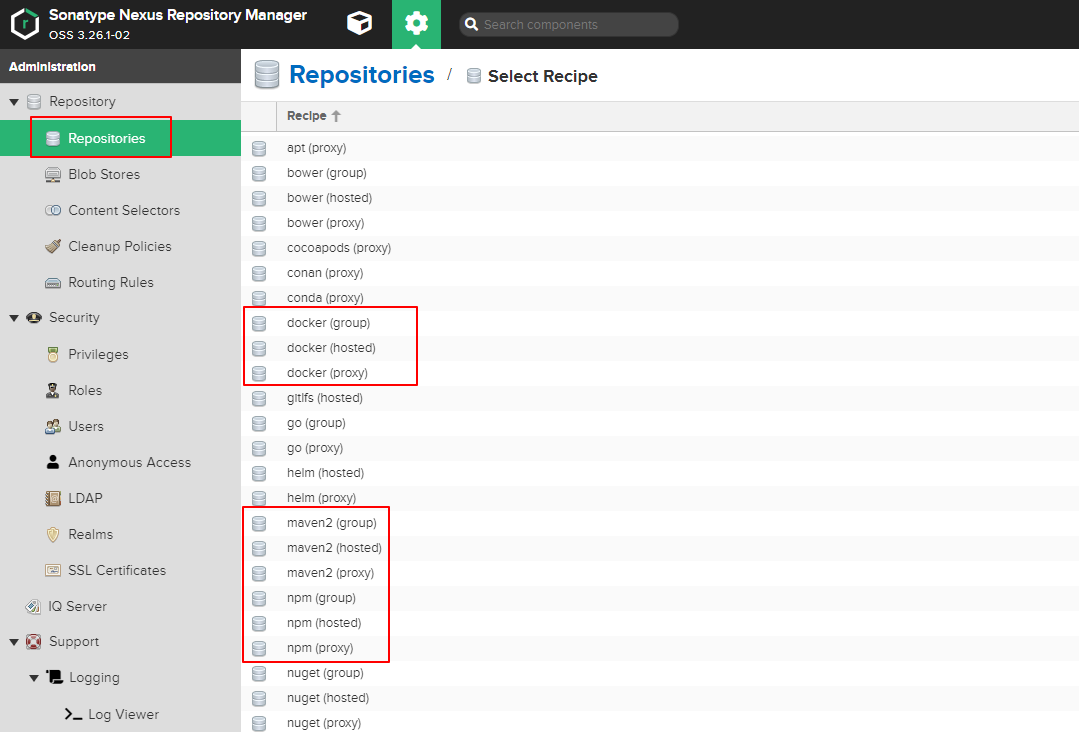 Sonatype Nexus Repository Manager
OSS 3.26.1-02
Search components
Administration
Repository
Repositories
Blob Stores
Content Selectors
Cleanup Policies
Routing Rules
Security
Privileges
Roles
Users
Anonymous Access
LDAP
Realms
SSL Certificates
IQ Server
Support
Logging
Log Viewer
Repositories / Select Recipe
Recipe
apt (proxy)
bower (group)
bower (hosted)
bower (proxy)
cocoapods (proxy)
conan (proxy)
conda (proxy)
docker (group)
docker (hosted)
docker (proxy)
gitlfs (hosted)
go (group)
go (proxy)
helm (hosted)
helm (proxy)
maven2 (group)
maven2 (hosted)
maven2 (proxy)
npm (group)
npm (hosted)
npm (proxy)
nuget (group)
nuget (hosted)
nuget (proxy)